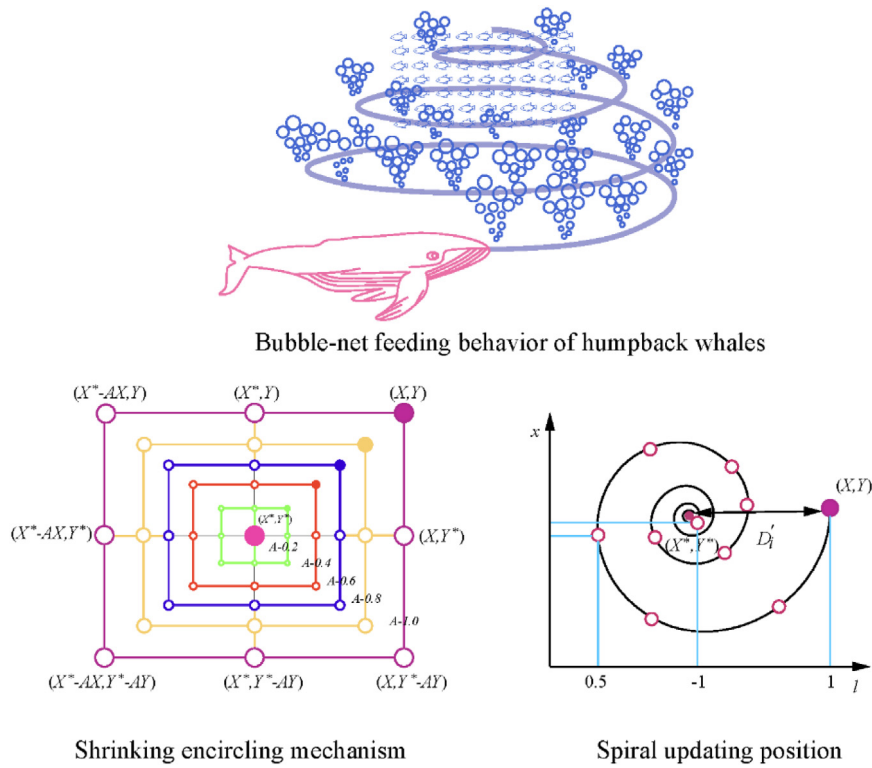 Bubble-net feeding behavior of humpback whales
(X*-AX,Y) (X*,Y) (X,Y)
(X*,Y*)
(X*-AX,Y*) (X,Y*)
A-0.2
A-0.4
A-0.6
A-0.8
A-1.0
(X*-AX,Y*-AY) (X*,Y*-AY) (X,Y*-AY)
Shrinking encircling mechanism
x
(X,Y)
D'i
(X*,Y*)
0.5 -1 1 l
Spiral updating position